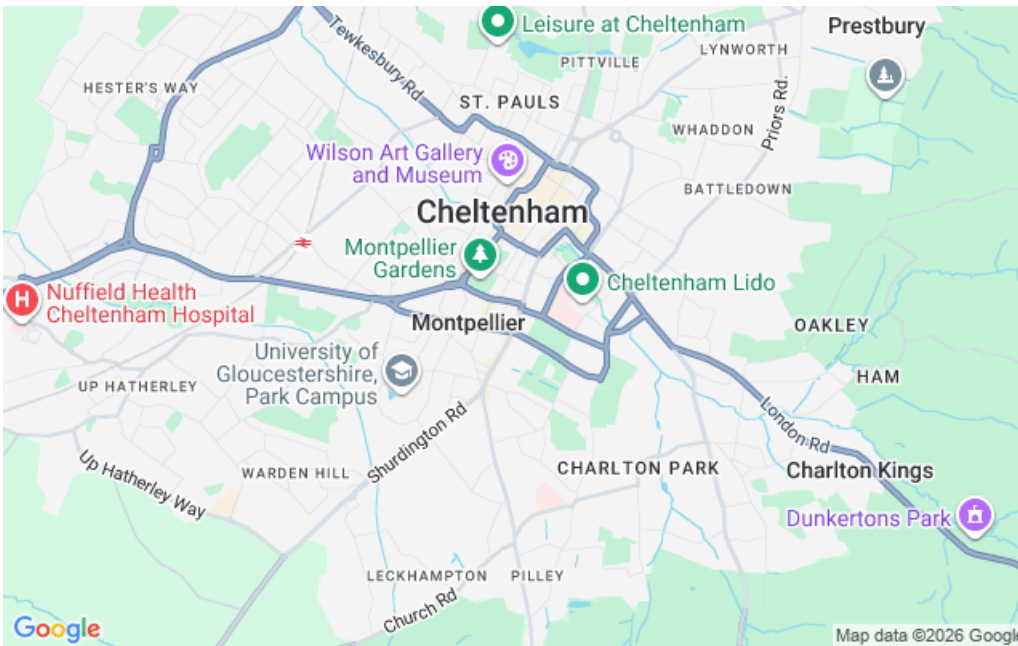 Leisure at Cheltenham
Prestbury
Tewkesbury Rd
LYNWORTH
PITTVILLE
HESTER'S WAY
ST. PAULS
Priors Rd.
WHADDON
Wilson Art Gallery
and Museum
BATTLEDOWN
Cheltenham
Montpellier
Gardens
Cheltenham Lido
H
Nuffield Health
Cheltenham Hospital
Montpellier
OAKLEY
University of
Gloucestershire,
Park Campus
HAM
UP HATHERLEY
London Rd
Shurdington Rd
WARDEN HILL
CHARLTON PARK
Charlton Kings
Up Hatherley Way
Dunkertons Park
LECKHAMPTON
PILLEY
Church Rd
Google
Map data ©2026 Google